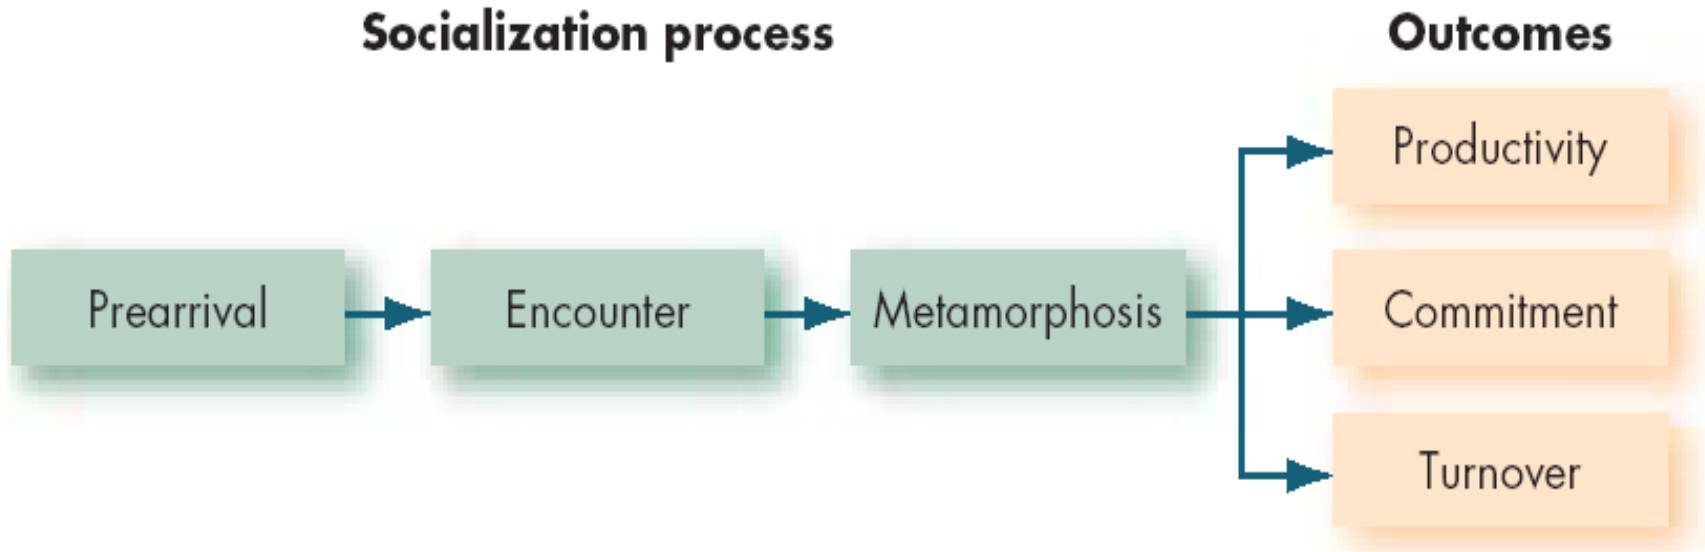 Socialization process
Outcomes
Productivity
Prearrival
Encounter
Metamorphosis
Commitment
Turnover